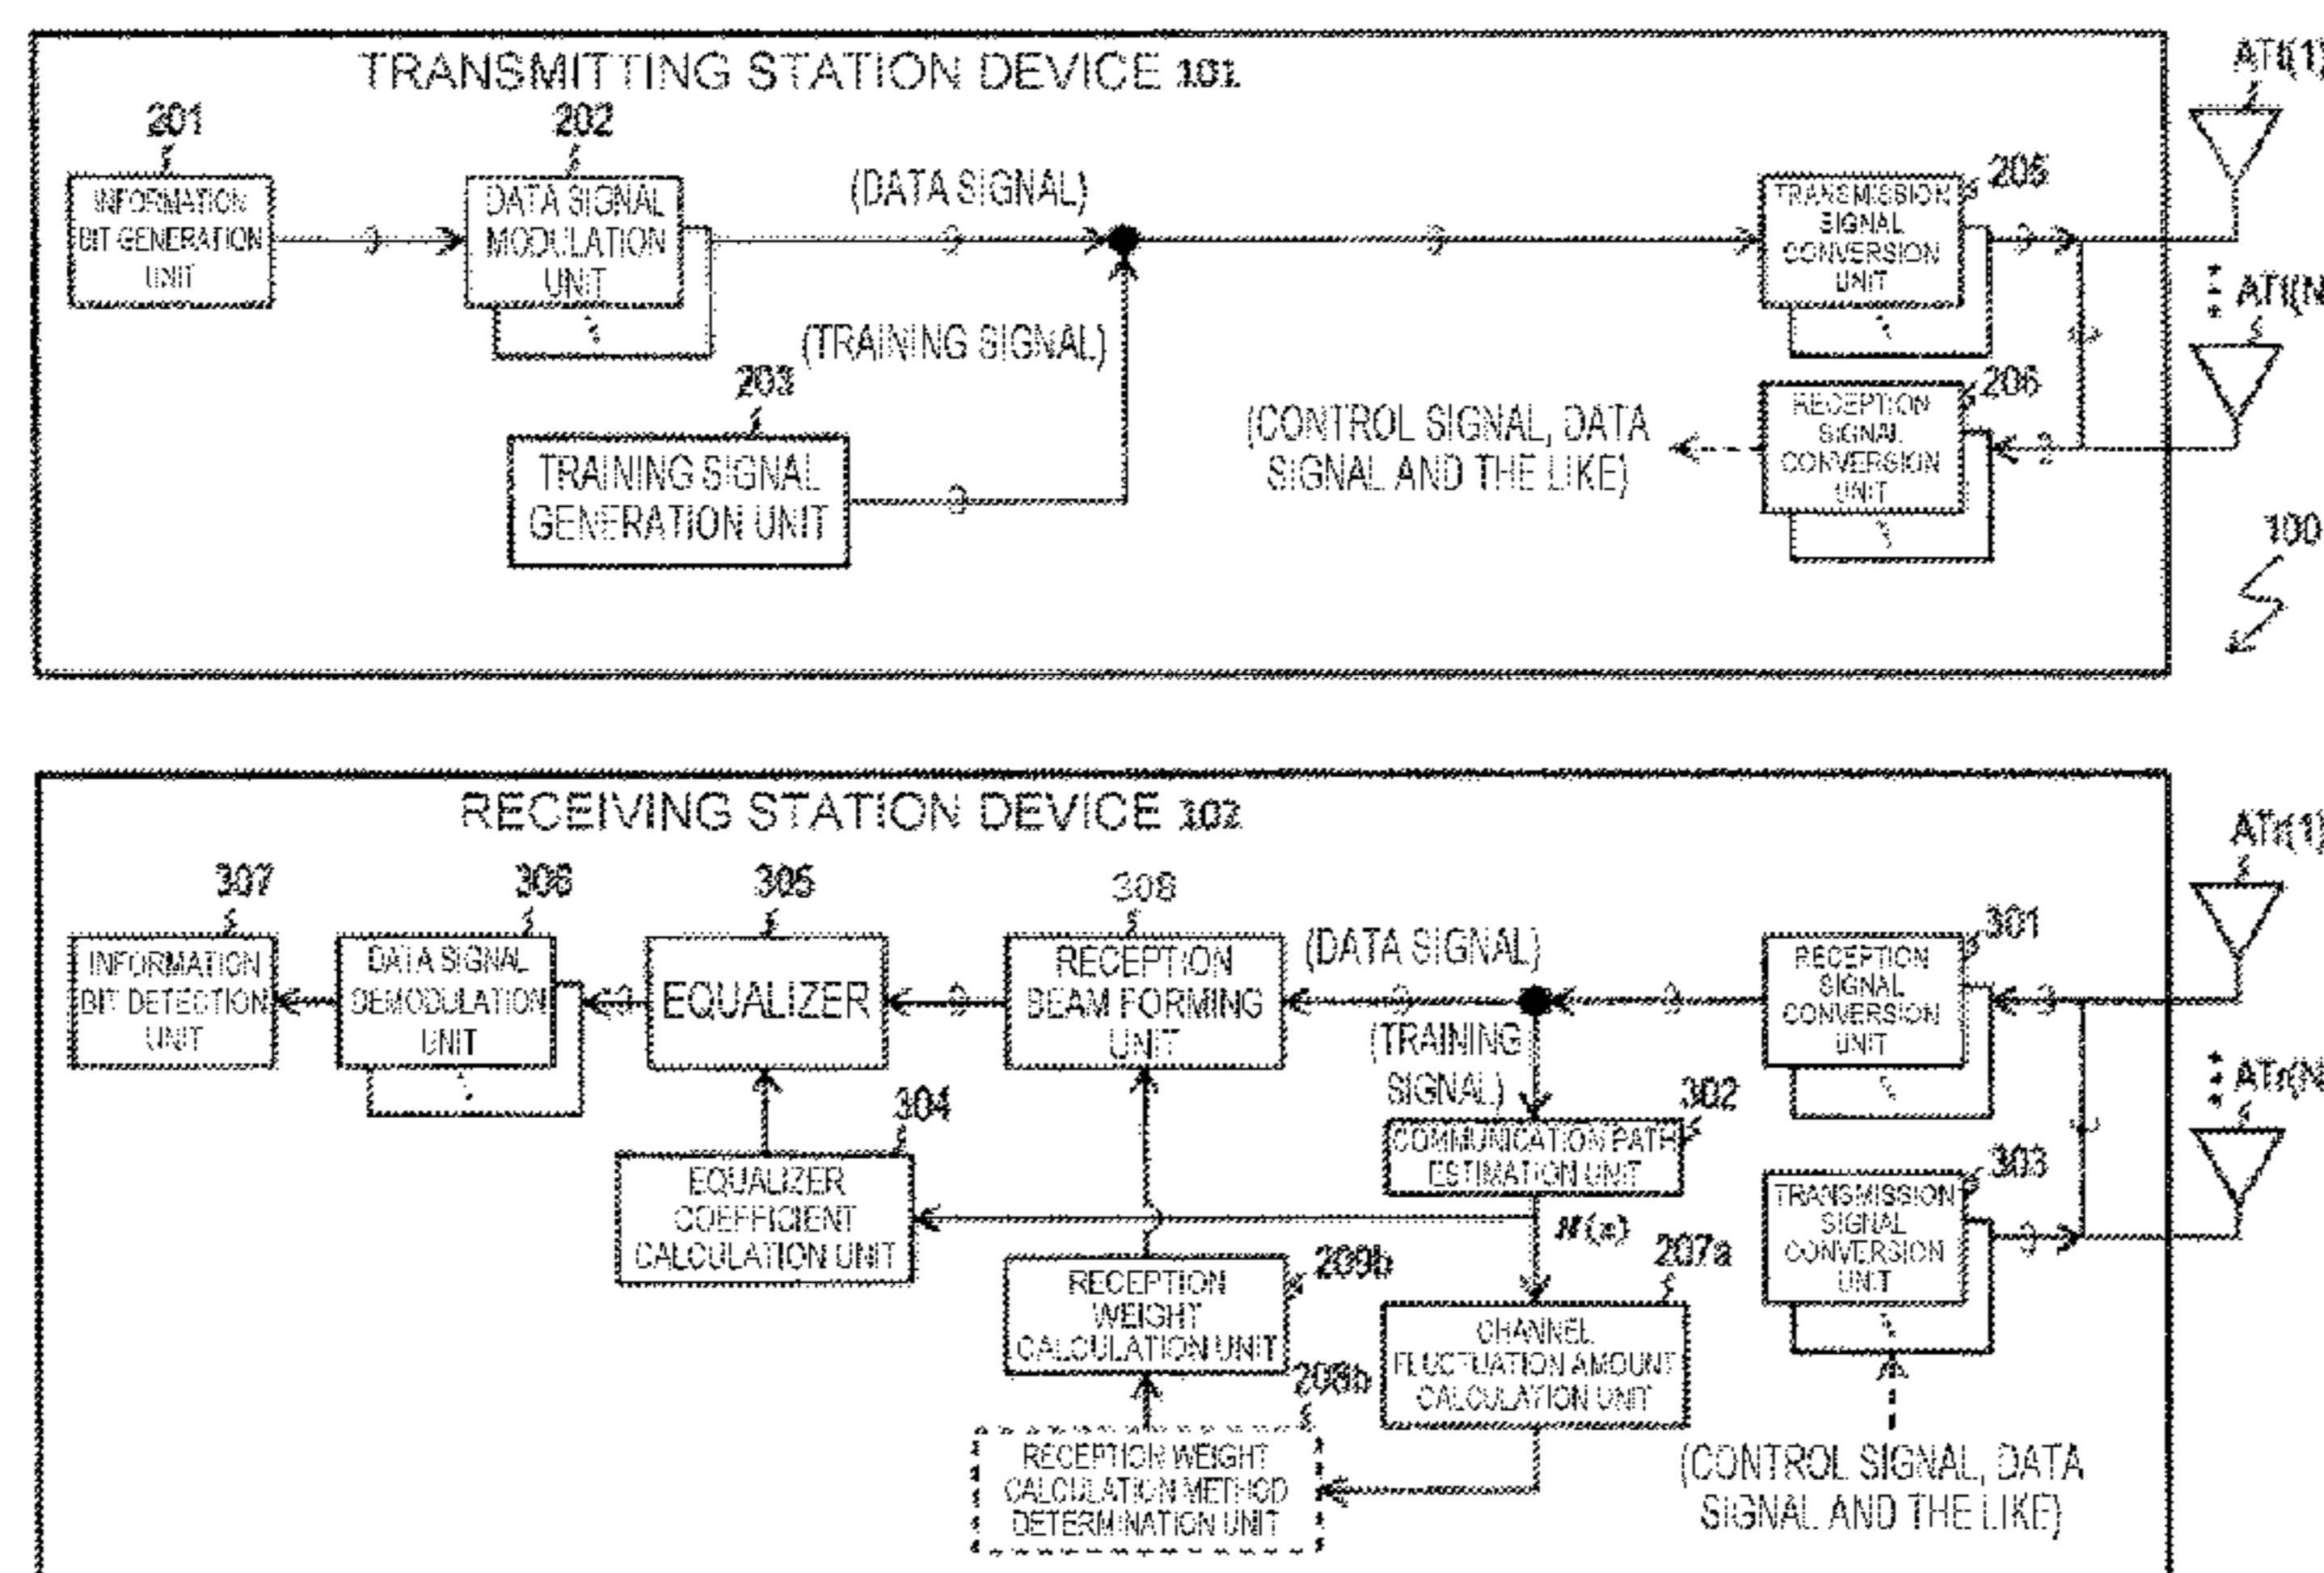 TRANSMITTING STATION DEVICE 101
201
INFORMATION
BIT GENERATION
UNIT
202
DATA SIGNAL
MODULATION
UNIT
(DATA SIGNAL)
(TRAINING SIGNAL)
203
TRAINING SIGNAL
GENERATION UNIT
205
TRANSMISSION
SIGNAL
CONVERSION
UNIT
206
RECEPTION
SIGNAL
CONVERSION
UNIT
(CONTROL SIGNAL, DATA
SIGNAL AND THE LIKE)
ATt(1)
ATt(N
100
RECEIVING STATION DEVICE 102
307
INFORMATION
BIT DETECTION
UNIT
306
DATA SIGNAL
DEMODULATION
UNIT
305
EQUALIZER
308
RECEPTION
BEAM FORMING
UNIT
(DATA SIGNAL)
(TRAINING
SIGNAL)
301
RECEPTION
SIGNAL
CONVERSION
UNIT
ATr(1)
ATr(N
304
EQUALIZER
COEFFICIENT
CALCULATION UNIT
302
COMMUNICATION PATH
ESTIMATION UNIT
H(z)
303
TRANSMISSION
SIGNAL
CONVERSION
UNIT
209b
RECEPTION
WEIGHT
CALCULATION UNIT
207a
CHANNEL
FLUCTUATION AMOUNT
CALCULATION UNIT
208b
RECEPTION WEIGHT
CALCULATION METHOD
DETERMINATION UNIT
(CONTROL SIGNAL, DATA
SIGNAL AND THE LIKE)